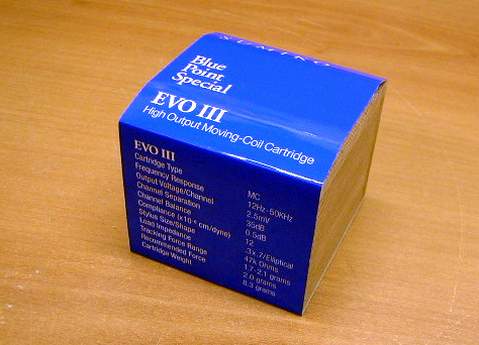 SUMIKO
Blue
Point
Special
EVO III
High Output Moving-Coil Cartridge
EVO III
Cartridge Type MC
Frequency Response 12Hz-50KHz
Output Voltage/Channel 2.5mV
Channel Separation 35dB
Channel Balance 0.5dB
Compliance (x10⁻⁶ cm/dyne) 12
Stylus Size/Shape .3x.7/Elliptical
Load Impedance 47k Ohms
Tracking Force Range 1.7-2.1 grams
Recommended Force 2.0 grams
Cartridge Weight 8.3 grams